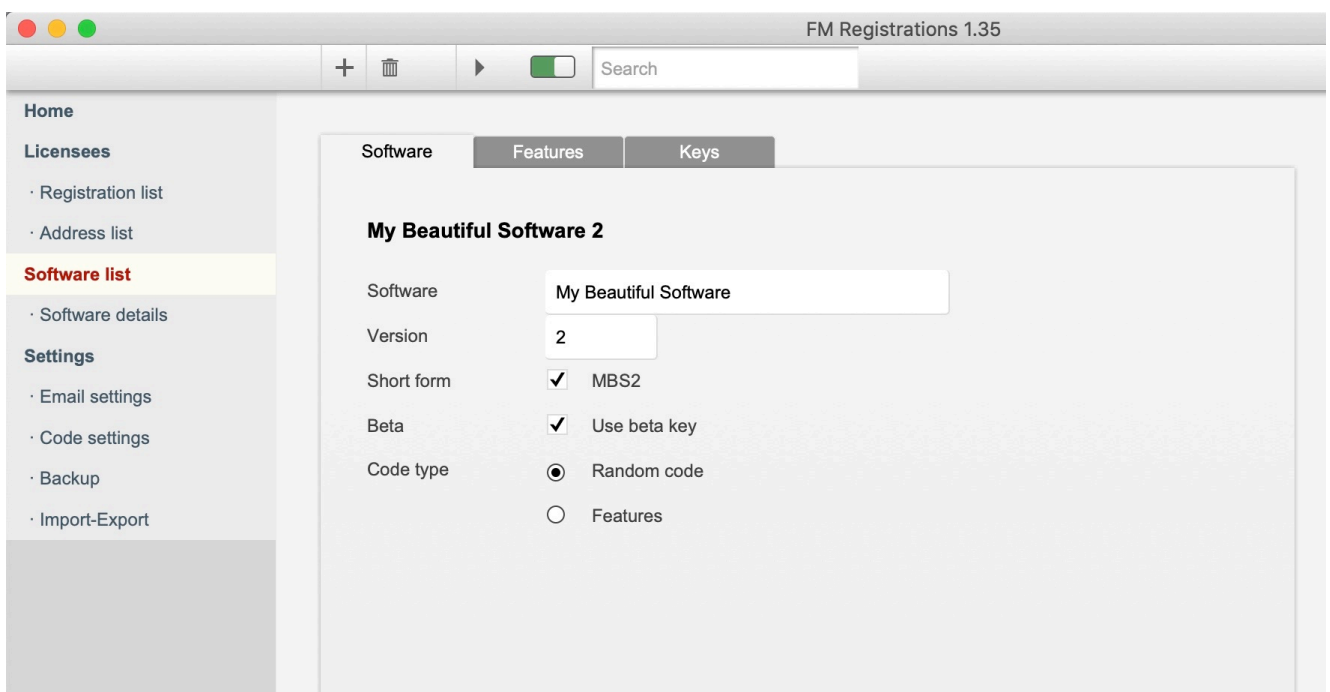 FM Registrations 1.35
Search
Home
Licensees
· Registration list
· Address list
Software list
· Software details
Settings
· Email settings
· Code settings
· Backup
· Import-Export
Software Features Keys
My Beautiful Software 2
Software My Beautiful Software
Version 2
Short form MBS2
Beta Use beta key
Code type Random code
Features